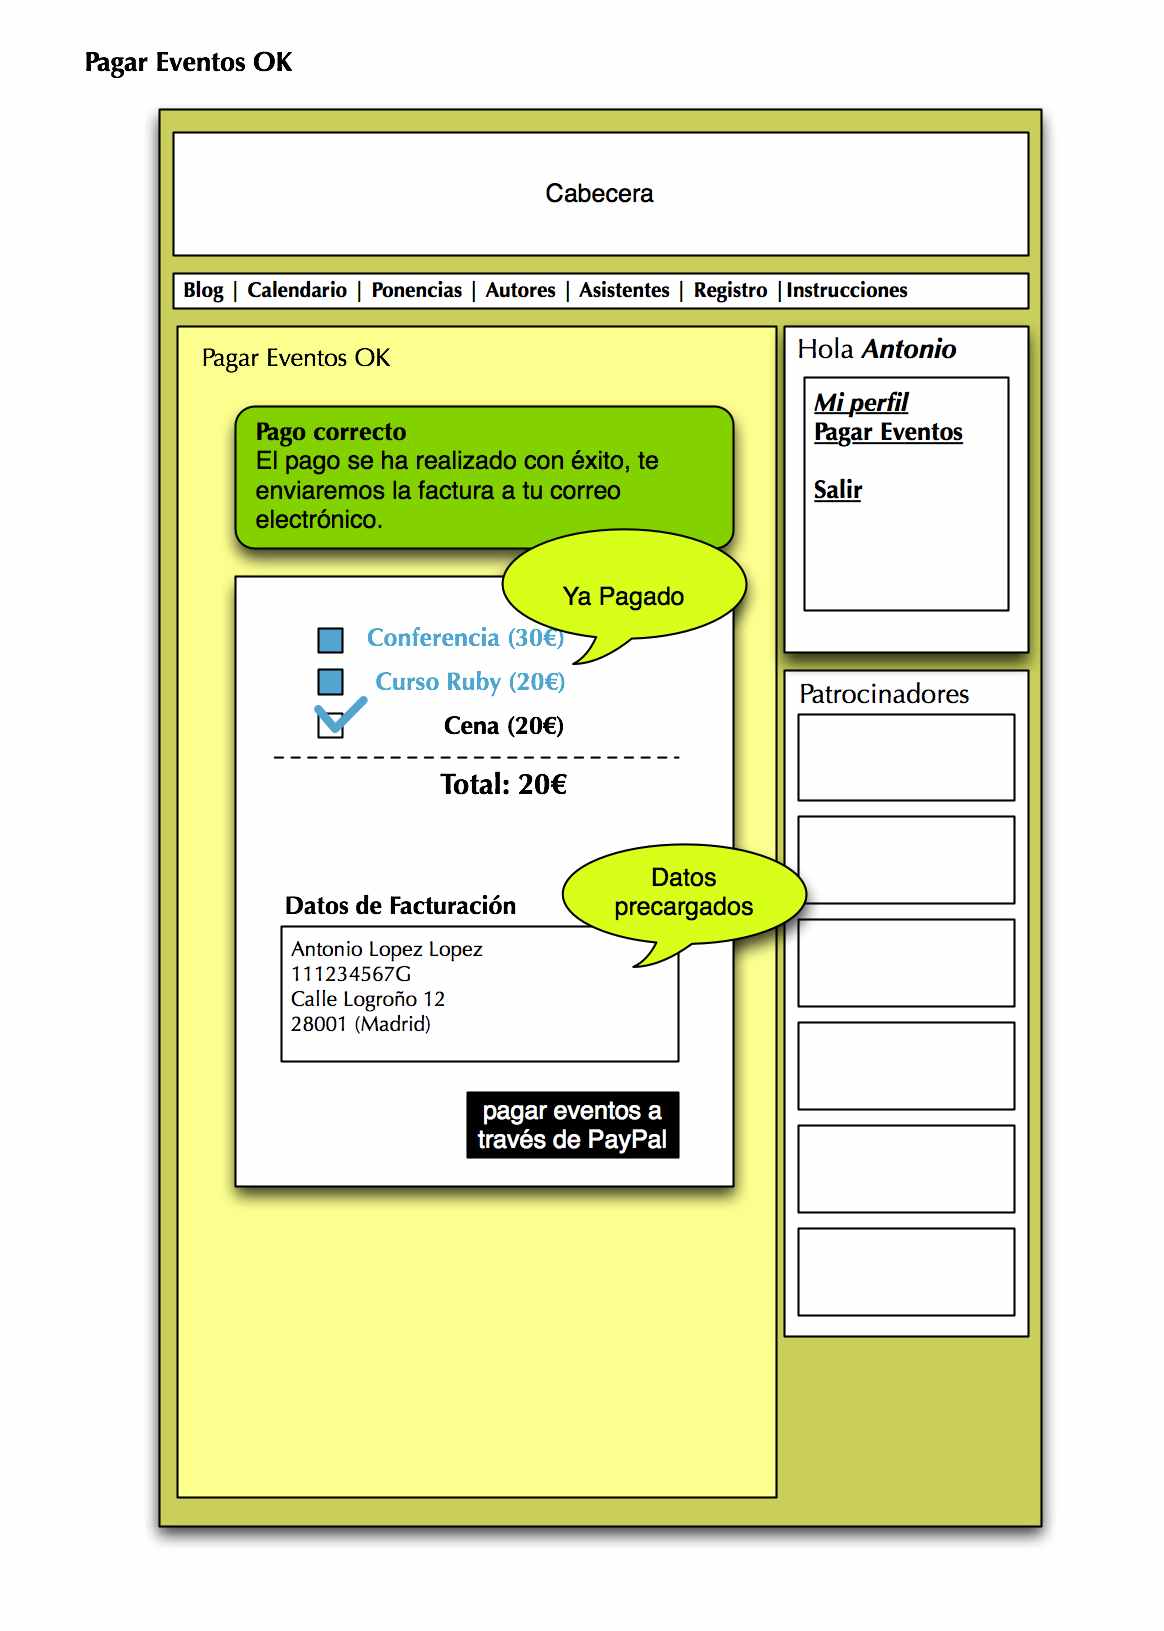 Pagar Eventos OK
Cabecera
Blog | Calendario | Ponencias | Autores | Asistentes | Registro |Instrucciones
Pagar Eventos OK
Pago correcto
El pago se ha realizado con éxito, te
enviaremos la factura a tu correo
electrónico.
Ya Pagado
Conferencia (30€)
Curso Ruby (20€)
Cena (20€)
Total: 20€
Datos
precargados
Datos de Facturación
Antonio Lopez Lopez
111234567G
Calle Logroño 12
28001 (Madrid)
pagar eventos a
través de PayPal
Hola Antonio
Mi perfil
Pagar Eventos
Salir
Patrocinadores